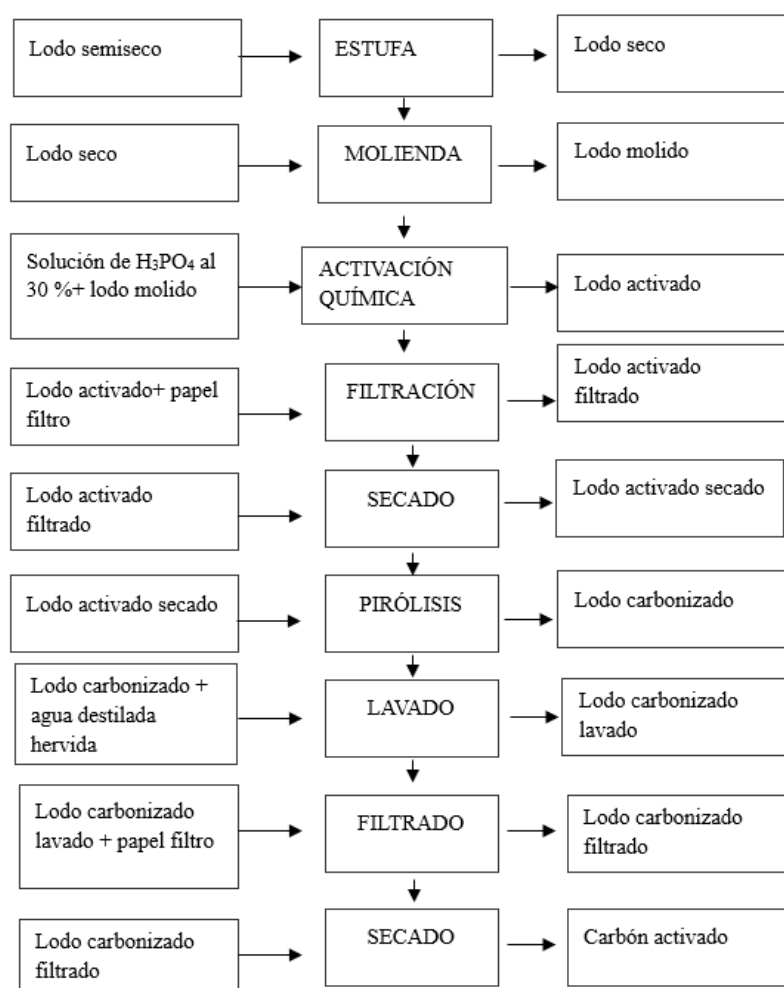 Lodo semiseco
ESTUFA
Lodo seco
Lodo seco
MOLIENDA
Lodo molido
Solución de H₃PO₄ al
30 %+ lodo molido
ACTIVACIÓN
QUÍMICA
Lodo activado
Lodo activado+ papel
filtro
FILTRACIÓN
Lodo activado
filtrado
Lodo activado
filtrado
SECADO
Lodo activado secado
Lodo activado secado
PIRÓLISIS
Lodo carbonizado
Lodo carbonizado +
agua destilada
hervida
LAVADO
Lodo carbonizado
lavado
Lodo carbonizado
lavado + papel filtro
FILTRADO
Lodo carbonizado
filtrado
Lodo carbonizado
filtrado
SECADO
Carbón activado